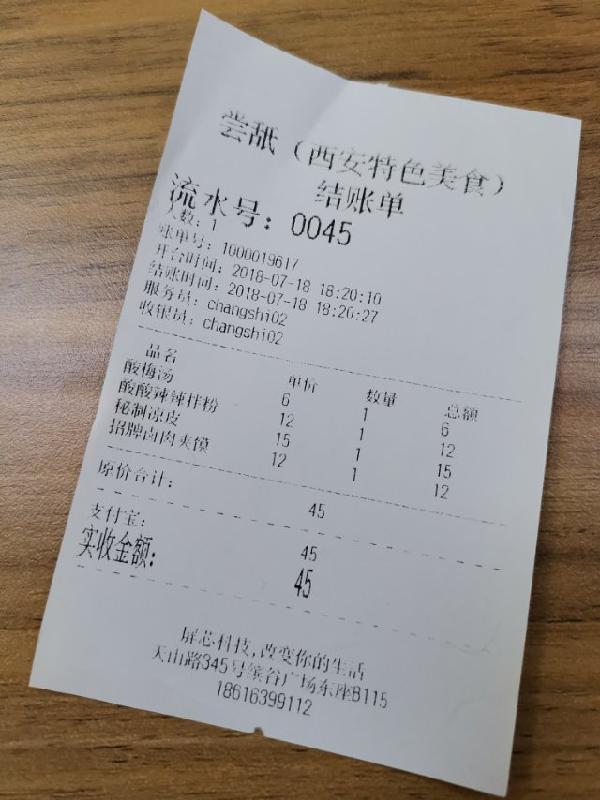 尝舐（西安特色美食）
结账单
流水号：0045
人数：1
账单号：1000019617
开台时间：2018-07-18 18:20:10
结账时间：2018-07-18 18:20:27
服务员：changshi02
收银员：changshi02
品名 单价 数量 总额
酸梅汤 6 1 6
酸酸辣辣拌粉 12 1 12
秘制凉皮 15 1 15
招牌卤肉夹馍 12 1 12
原价合计： 45
支付宝： 45
实收金额： 45
屏芯科技,改变你的生活
天山路345号缤谷广场东座B115
18616399112